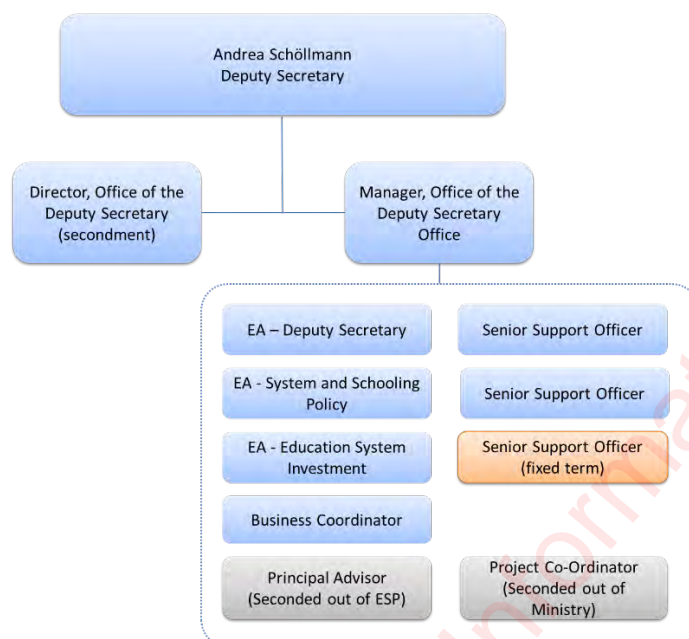 Andrea Schöllmann
Deputy Secretary
Director, Office of the
Deputy Secretary
(secondment)
Manager, Office of the
Deputy Secretary
Office
EA – Deputy Secretary
Senior Support Officer
EA - System and Schooling
Policy
Senior Support Officer
EA - Education System
Investment
Senior Support Officer
(fixed term)
Business Coordinator
Principal Advisor
(Seconded out of ESP)
Project Co-Ordinator
(Seconded out of
Ministry)